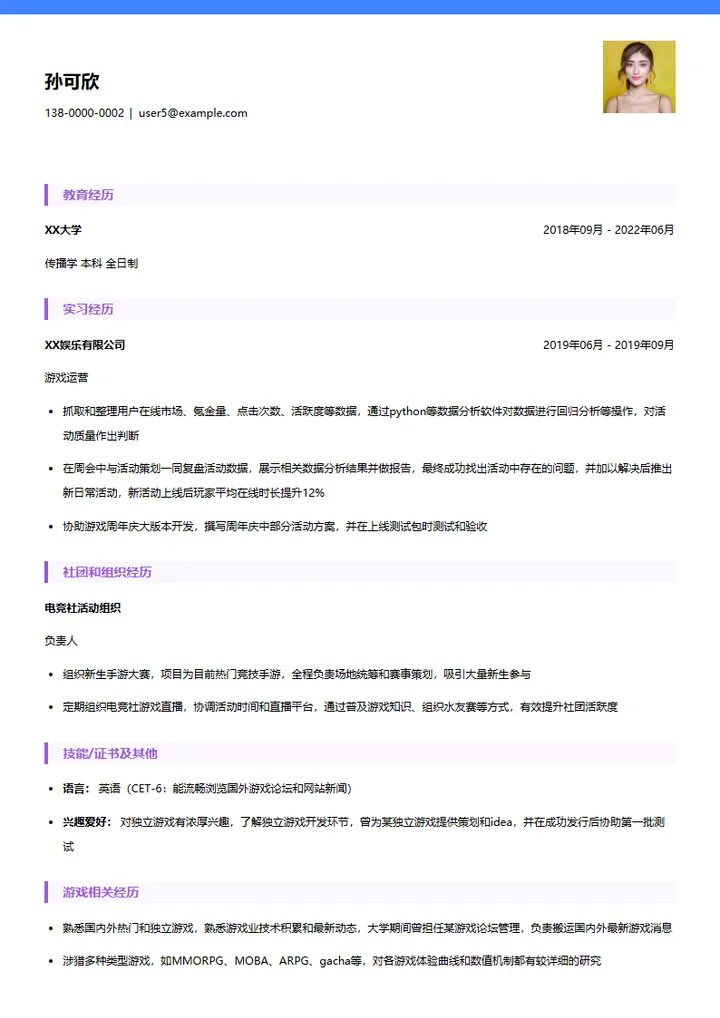 孙可欣
138-0000-0002 | user5@example.com
教育经历
XX大学 2018年09月 - 2022年06月
传播学 本科 全日制
实习经历
XX娱乐有限公司 2019年06月 - 2019年09月
游戏运营
• 抓取和整理用户在线市场、氪金量、点击次数、活跃度等数据，通过python等数据分析软件对数据进行回归分析等操作，对活
动质量作出判断
• 在周会中与活动策划一同复盘活动数据，展示相关数据分析结果并做报告，最终成功找出活动中存在的问题，并加以解决后推出
新日常活动，新活动上线后玩家平均在线时长提升12%
• 协助游戏周年庆大版本开发，撰写周年庆中部分活动方案，并在上线测试包时测试和验收
社团和组织经历
电竞社活动组织
负责人
• 组织新生手游大赛，项目为目前热门竞技手游，全程负责场地统筹和赛事策划，吸引大量新生参与
• 定期组织电竞社游戏直播，协调活动时间和直播平台，通过普及游戏知识、组织水友赛等方式，有效提升社团活跃度
技能/证书及其他
• 语言： 英语（CET-6：能流畅浏览国外游戏论坛和网站新闻）
• 兴趣爱好： 对独立游戏有浓厚兴趣，了解独立游戏开发环节，曾为某独立游戏提供策划和idea，并在成功发行后协助第一批测
试
游戏相关经历
• 熟悉国内外热门和独立游戏，熟悉游戏业技术积累和最新动态，大学期间曾担任某游戏论坛管理，负责搬运国内外最新游戏消息
• 涉猎多种类型游戏，如MMORPG、MOBA、ARPG、gacha等，对各游戏体验曲线和数值机制都有较详细的研究